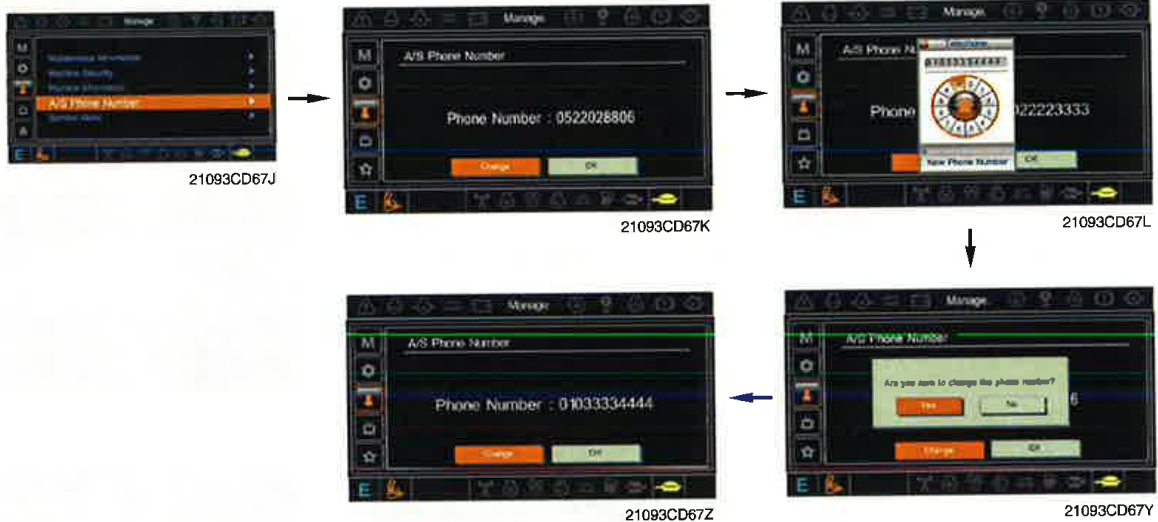 Manage
M
Maintenance Information
Machine Security
Machine Information
A/S Phone Number
Service Menu
E
21093CD67J
Manage
M
A/S Phone Number
Phone Number : 0522028806
Change
OK
E
21093CD67K
Manage
M
A/S Phone
01033334444
Phone
022223333
New Phone Number
OK
E
21093CD67L
Manage
M
A/S Phone Number
Are you sure to change the phone number?
Yes
No
6
Change
OK
E
21093CD67Y
Manage
M
A/S Phone Number
Phone Number : 01033334444
Change
OK
E
21093CD67Z